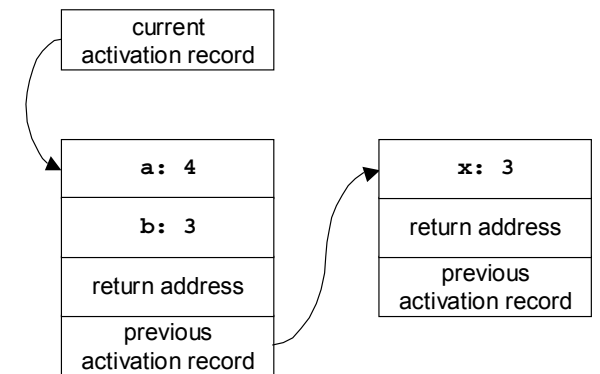 current
activation record
a: 4
b: 3
return address
previous
activation record
x: 3
return address
previous
activation record